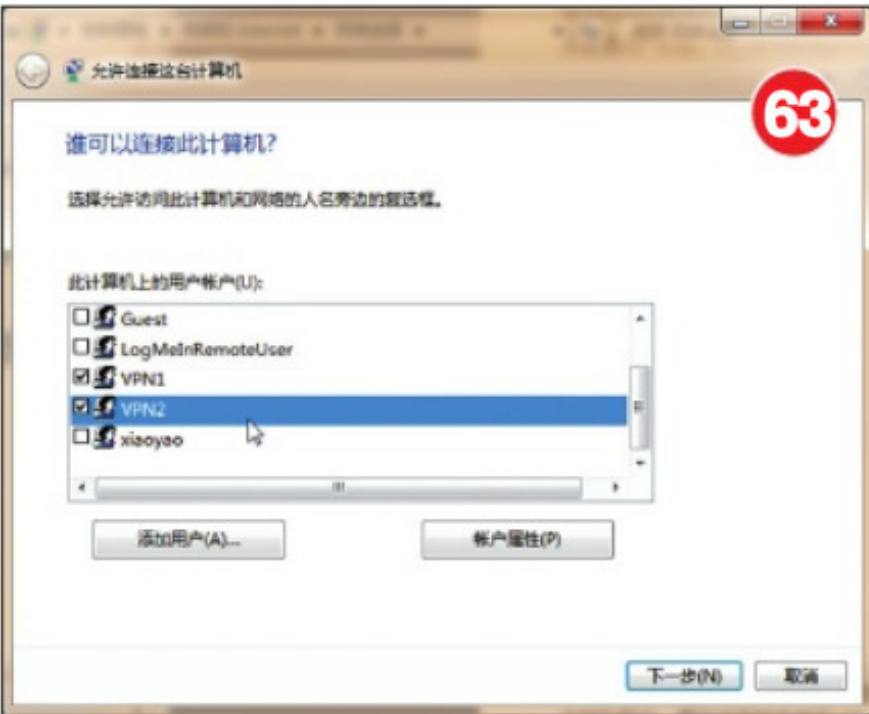 允许连接这台计算机
63
谁可以连接此计算机?
选择允许访问此计算机和网络的人名旁边的复选框。
此计算机上的用户帐户(U):
Guest
LogMeInRemoteUser
VPN1
VPN2
xiaoyao
添加用户(A)...
帐户属性(P)
下一步(N)
取消